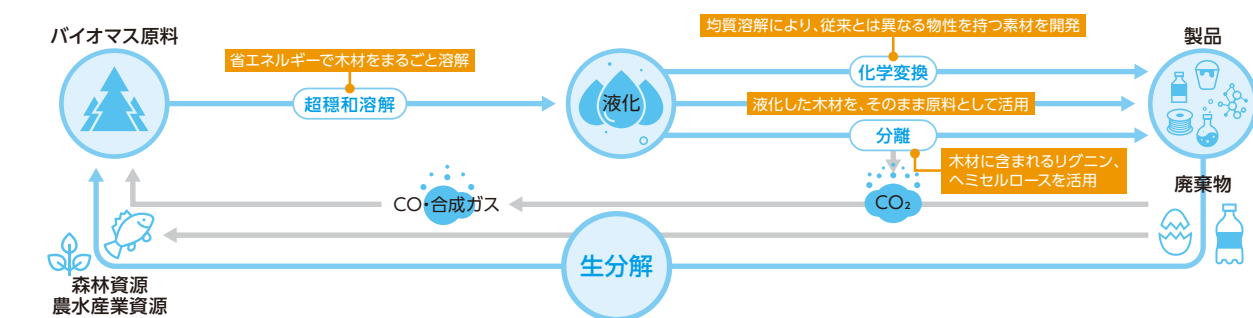 均質溶解により、従来とは異なる物性を持つ素材を開発
バイオマス原料
製品
省エネルギーで木材をまるごと溶解
化学変換
超穏和溶解
液化
液化した木材を、そのまま原料として活用
分離
木材に含まれるリグニン、
ヘミセルロースを活用
廃棄物
CO・合成ガス
CO₂
生分解
森林資源
農水産業資源